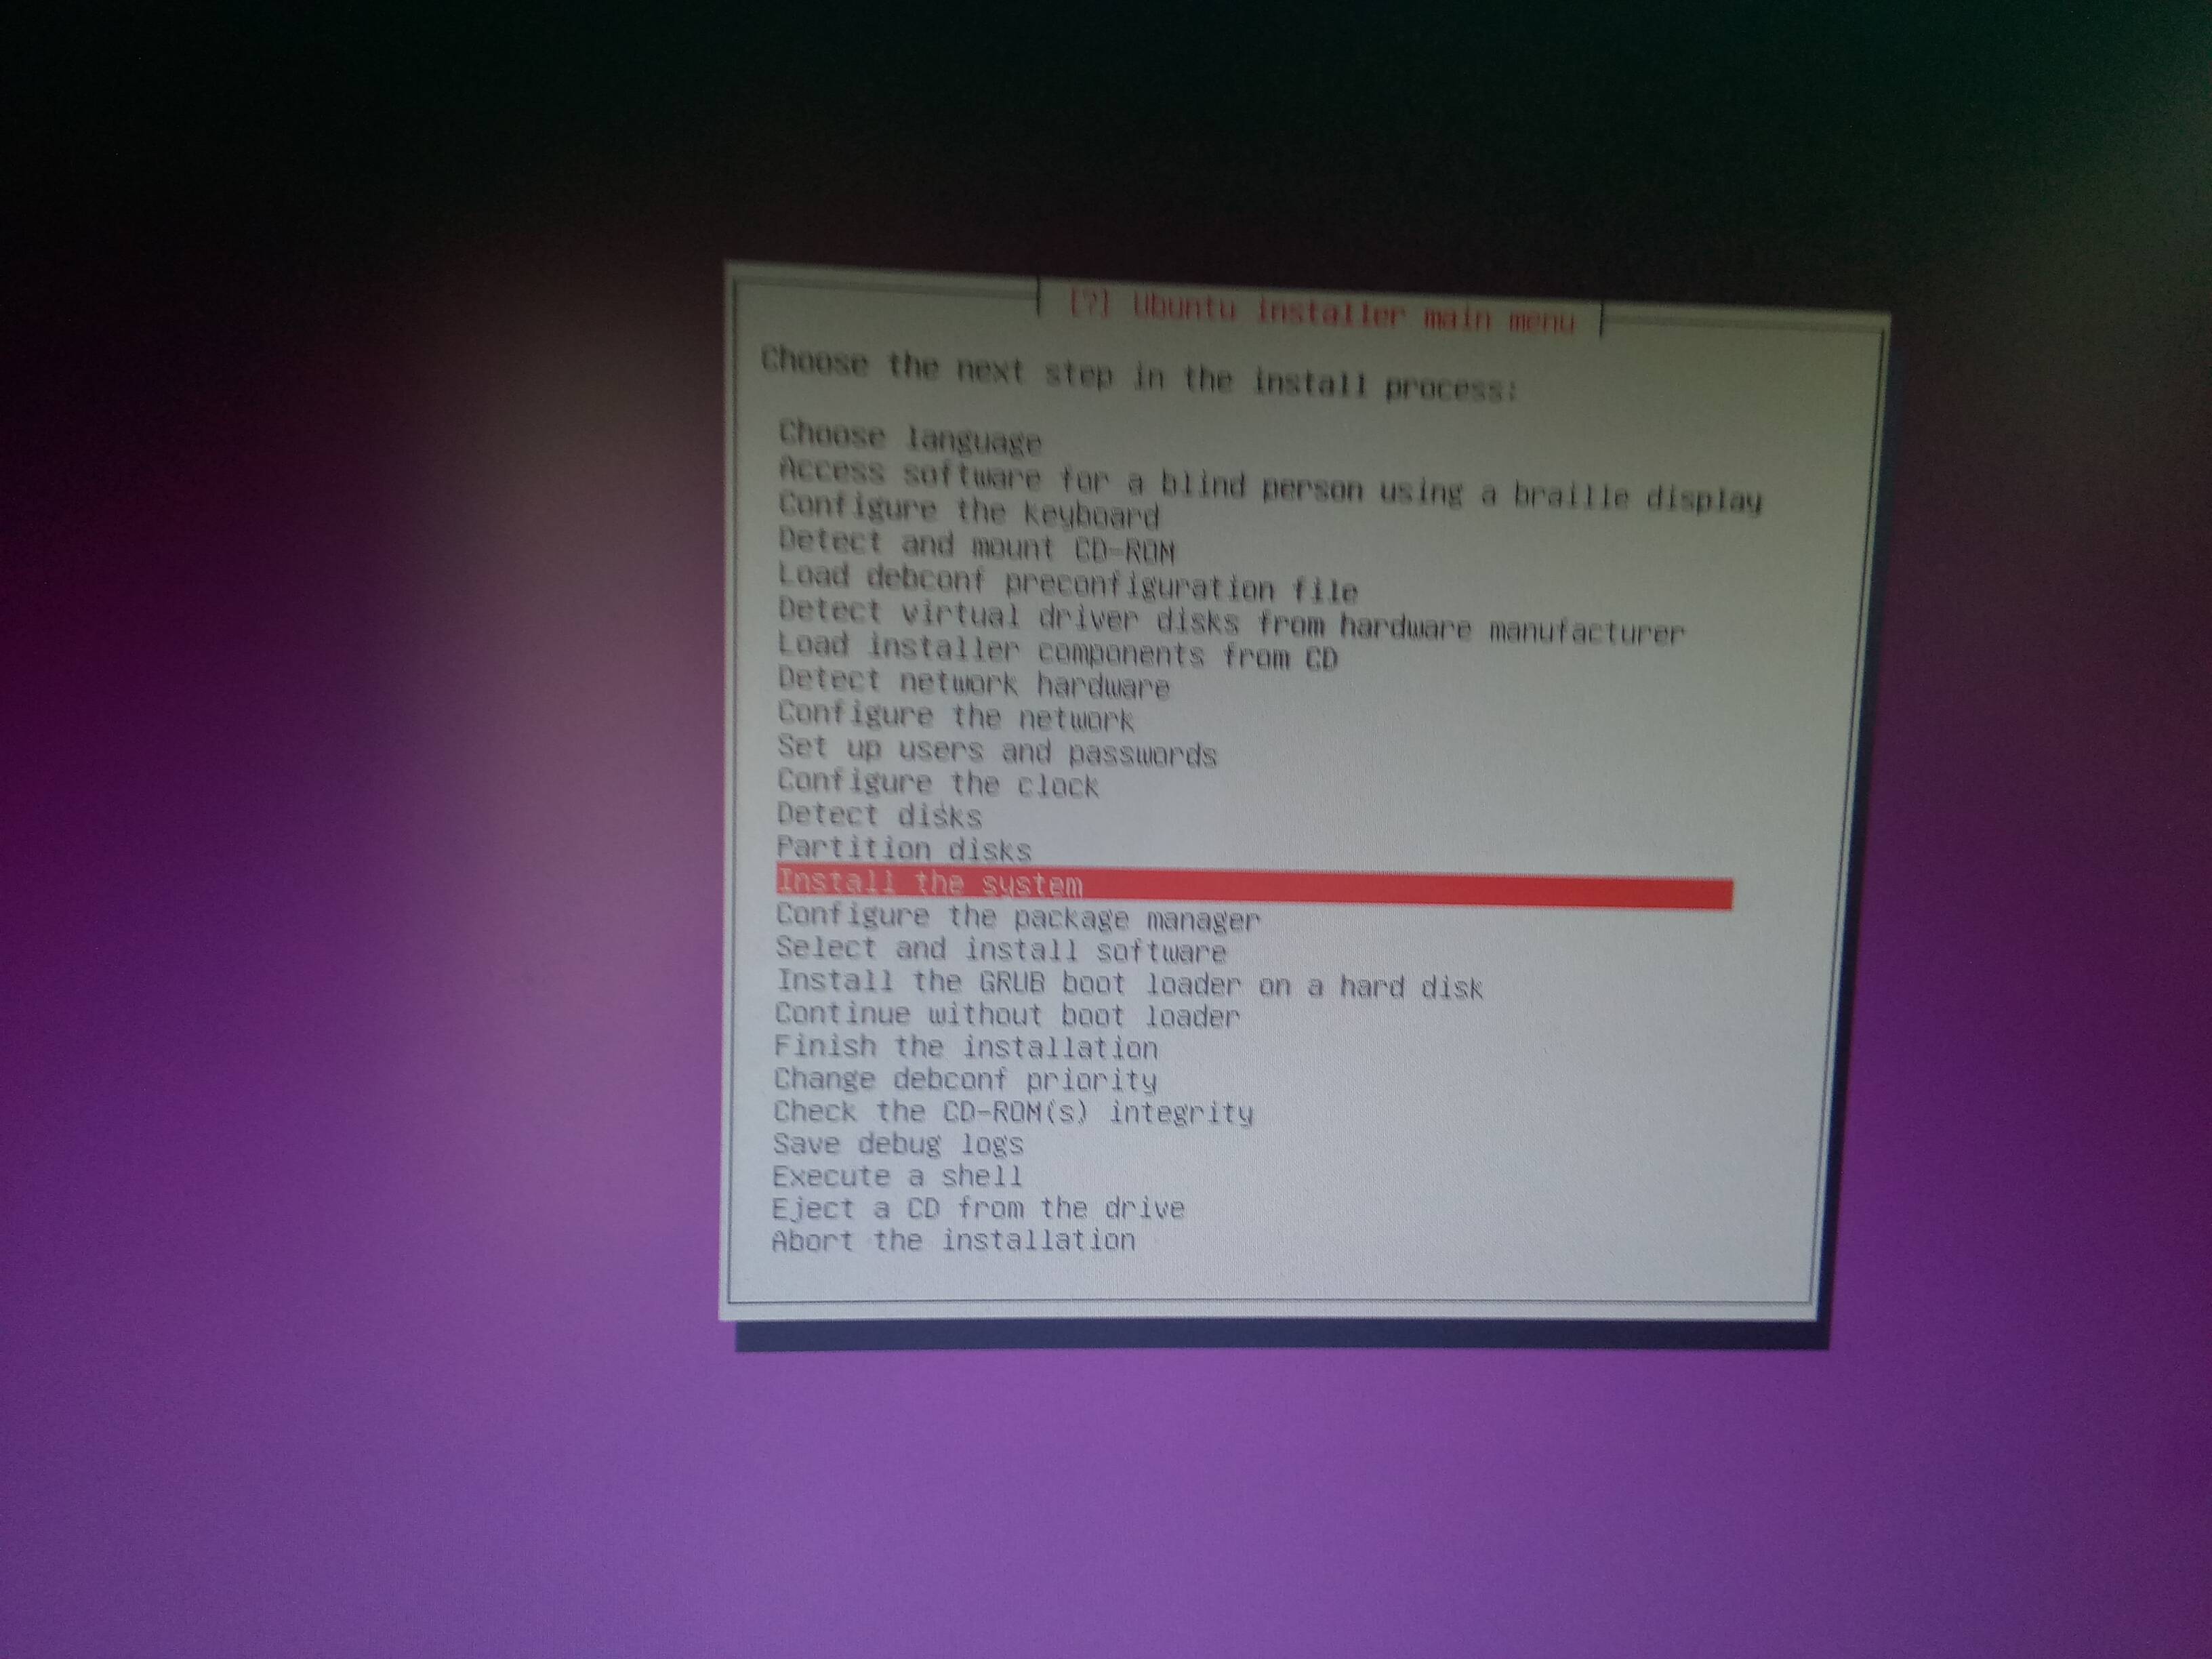 [?] Ubuntu installer main menu
Choose the next step in the install process:
Choose language
Access software for a blind person using a braille display
Configure the keyboard
Detect and mount CD-ROM
Load debconf preconfiguration file
Detect virtual driver disks from hardware manufacturer
Load installer components from CD
Detect network hardware
Configure the network
Set up users and passwords
Configure the clock
Detect disks
Partition disks
Install the system
Configure the package manager
Select and install software
Install the GRUB boot loader on a hard disk
Continue without boot loader
Finish the installation
Change debconf priority
Check the CD-ROM(s) integrity
Save debug logs
Execute a shell
Eject a CD from the drive
Abort the installation